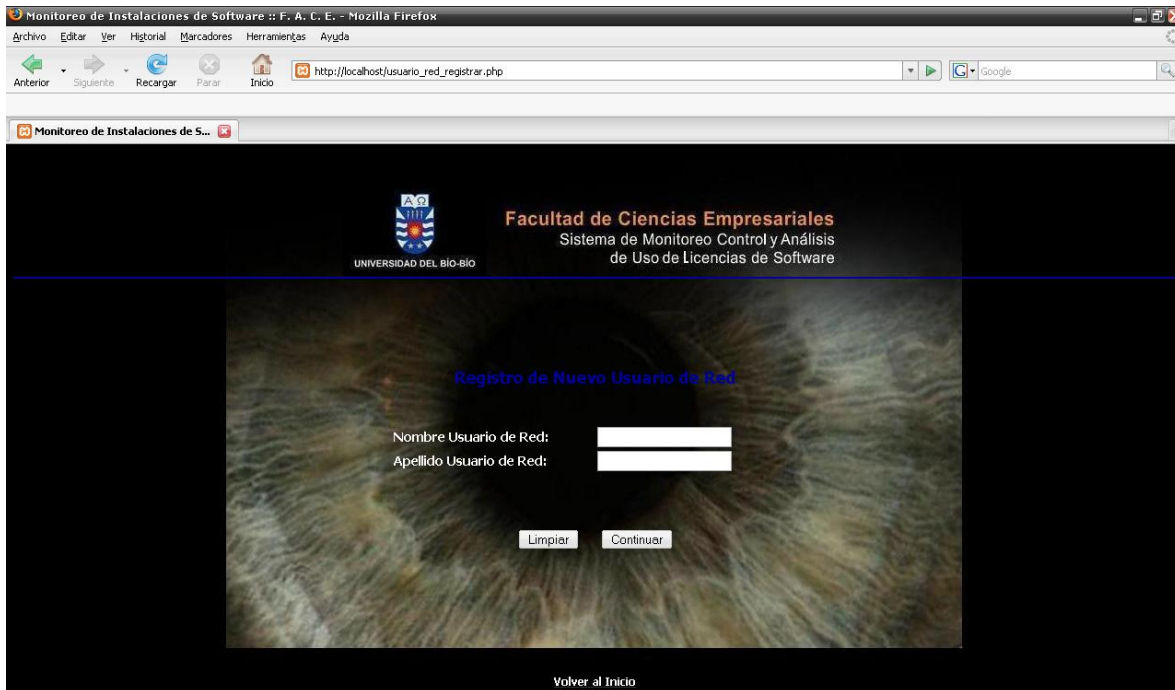 Monitoreo de Instalaciones de Software :: F. A. C. E. - Mozilla Firefox
Archivo Editar Ver Historial Marcadores Herramientas Ayuda
http://localhost/usuario_red_registrar.php
Google
Anterior Siguiente Recargar Parar Inicio
Monitoreo de Instalaciones de S...
ΑΩ
UNIVERSIDAD DEL BÍO-BÍO
Facultad de Ciencias Empresariales
Sistema de Monitoreo Control y Análisis
de Uso de Licencias de Software
Registro de Nuevo Usuario de Red
Nombre Usuario de Red:
Apellido Usuario de Red:
Limpiar Continuar
Volver al Inicio